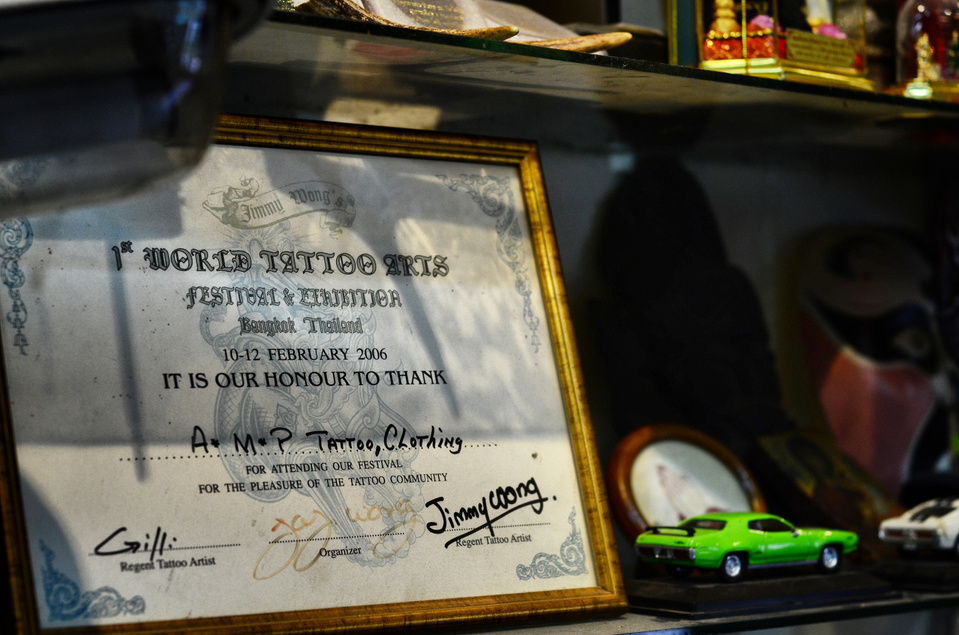 Jimmy Wong's
1st WORLD TATTOO ARTS
FESTIVAL & EXHIBITION
Bangkok Thailand
10-12 FEBRUARY 2006
IT IS OUR HONOUR TO THANK
A* M*P TATTOO, Clothing
FOR ATTENDING OUR FESTIVAL
FOR THE PLEASURE OF THE TATTOO COMMUNITY
Gilli Jimmy Wong.
Regent Tattoo Artist Organizer Regent Tattoo Artist